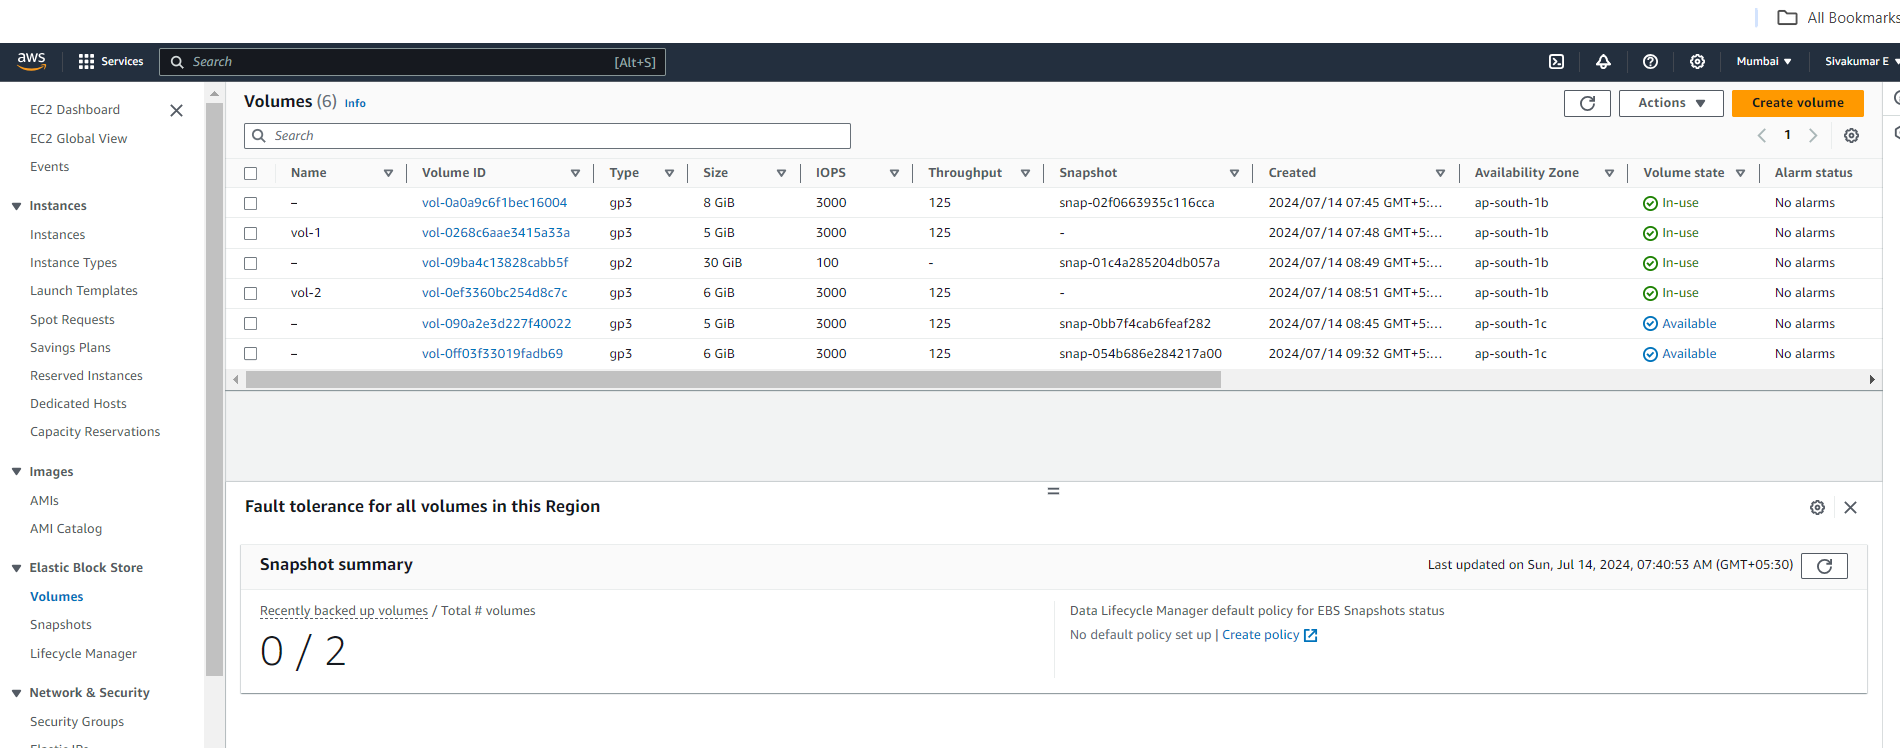 All Bookmarks
aws Services Search [Alt+S] Mumbai Sivakumar E
EC2 Dashboard
EC2 Global View
Events
Instances
Instances
Instance Types
Launch Templates
Spot Requests
Savings Plans
Reserved Instances
Dedicated Hosts
Capacity Reservations
Images
AMIs
AMI Catalog
Elastic Block Store
Volumes
Snapshots
Lifecycle Manager
Network & Security
Security Groups
Elastic IPs
Volumes (6) Info Actions Create volume
Search 1
Name Volume ID Type Size IOPS Throughput Snapshot Created Availability Zone Volume state Alarm status
– vol-0a0a9c6f1bec16004 gp3 8 GiB 3000 125 snap-02f0663935c116cca 2024/07/14 07:45 GMT+5:... ap-south-1b In-use No alarms
vol-1 vol-0268c6aae3415a33a gp3 5 GiB 3000 125 - 2024/07/14 07:48 GMT+5:... ap-south-1b In-use No alarms
– vol-09ba4c13828cabb5f gp2 30 GiB 100 - snap-01c4a285204db057a 2024/07/14 08:49 GMT+5:... ap-south-1b In-use No alarms
vol-2 vol-0ef3360bc254d8c7c gp3 6 GiB 3000 125 - 2024/07/14 08:51 GMT+5:... ap-south-1b In-use No alarms
– vol-090a2e3d227f40022 gp3 5 GiB 3000 125 snap-0bb7f4cab6feaf282 2024/07/14 08:45 GMT+5:... ap-south-1c Available No alarms
– vol-0ff03f33019fadb69 gp3 6 GiB 3000 125 snap-054b686e284217a00 2024/07/14 09:32 GMT+5:... ap-south-1c Available No alarms
Fault tolerance for all volumes in this Region
Snapshot summary Last updated on Sun, Jul 14, 2024, 07:40:53 AM (GMT+05:30)
Recently backed up volumes / Total # volumes
0 / 2
Data Lifecycle Manager default policy for EBS Snapshots status
No default policy set up | Create policy